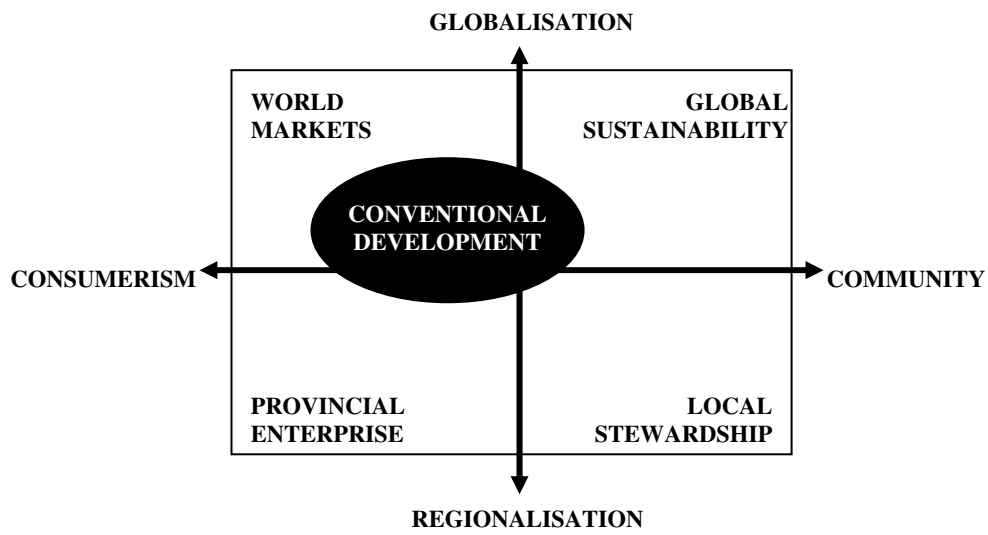 GLOBALISATION
WORLD
MARKETS
GLOBAL
SUSTAINABILITY
CONVENTIONAL
DEVELOPMENT
CONSUMERISM
COMMUNITY
PROVINCIAL
ENTERPRISE
LOCAL
STEWARDSHIP
REGIONALISATION